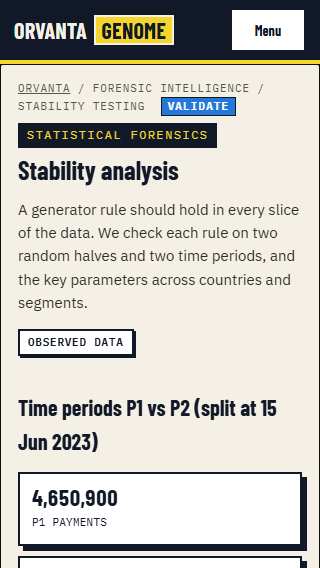 ORVANTA GENOME Menu
ORVANTA / FORENSIC INTELLIGENCE /
STABILITY TESTING VALIDATE
STATISTICAL FORENSICS
Stability analysis
A generator rule should hold in every slice
of the data. We check each rule on two
random halves and two time periods, and
the key parameters across countries and
segments.
OBSERVED DATA
Time periods P1 vs P2 (split at 15
Jun 2023)
4,650,900
P1 PAYMENTS